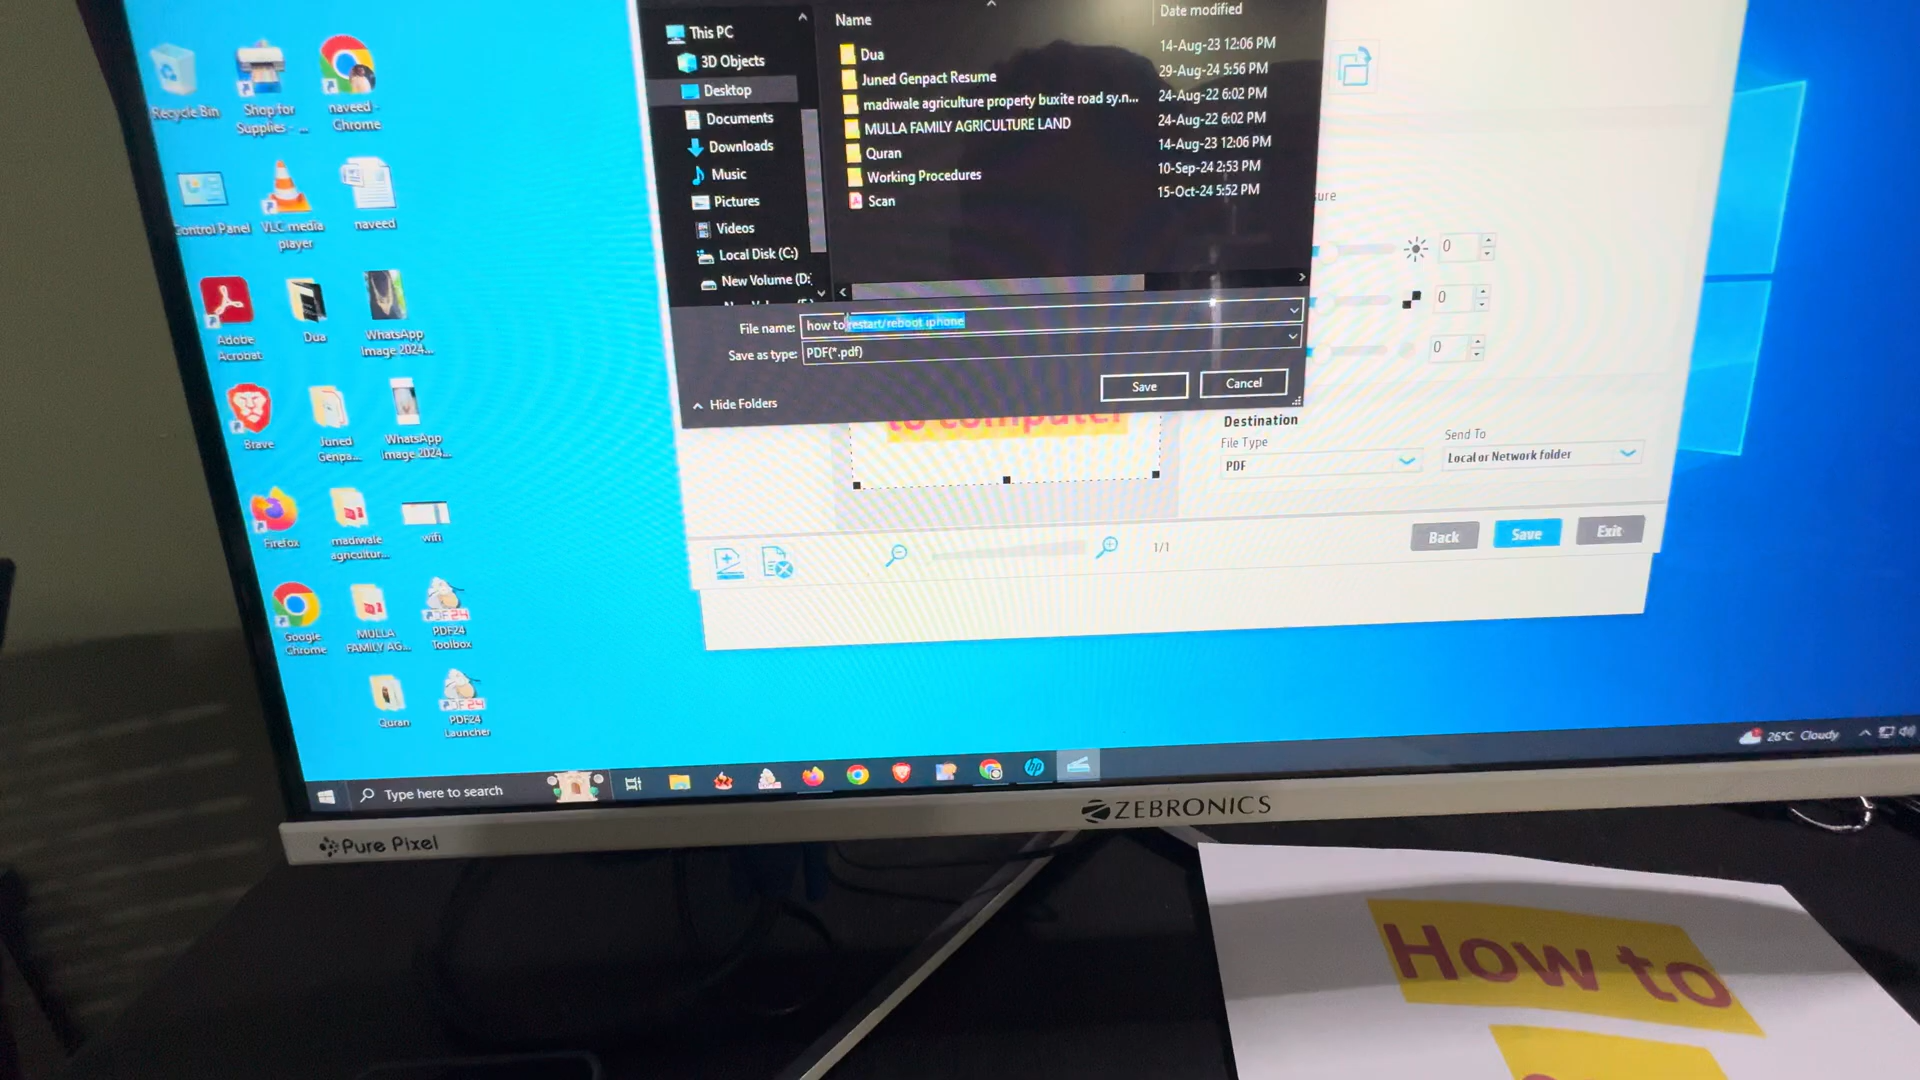 This PC
3D Objects
Desktop
Documents
Downloads
Music
Pictures
Videos
Local Disk (C:)
New Volume (D:
Name
Date modified
Dua
14-Aug-23 12:06 PM
Juned Genpact Resume
29-Aug-24 5:56 PM
madiwale agriculture property buxite road sy.n...
24-Aug-22 6:02 PM
MULLA FAMILY AGRICULTURE LAND
24-Aug-22 6:02 PM
Quran
14-Aug-23 12:06 PM
Working Procedures
10-Sep-24 2:53 PM
Scan
15-Oct-24 5:52 PM
File name:
how to restart/reboot iphone
Save as type:
PDF(*.pdf)
Hide Folders
Save
Cancel
to computer
0
0
0
Destination
File Type
PDF
Send To
Local or Network folder
1/1
Back
Save
Exit
Recycle Bin
Shop for
Supplies - ...
naveed -
Chrome
Control Panel
VLC media
player
naveed
Adobe
Acrobat
Dua
WhatsApp
Image 2024...
Brave
Juned
Genpa...
WhatsApp
Image 2024...
Firefox
madiwale
agricultur...
wifi
Google
Chrome
MULLA
FAMILY AG...
PDF24
Toolbox
Quran
PDF24
Launcher
Type here to search
hp
26°C Cloudy
Pure Pixel
ZEBRONICS
How to